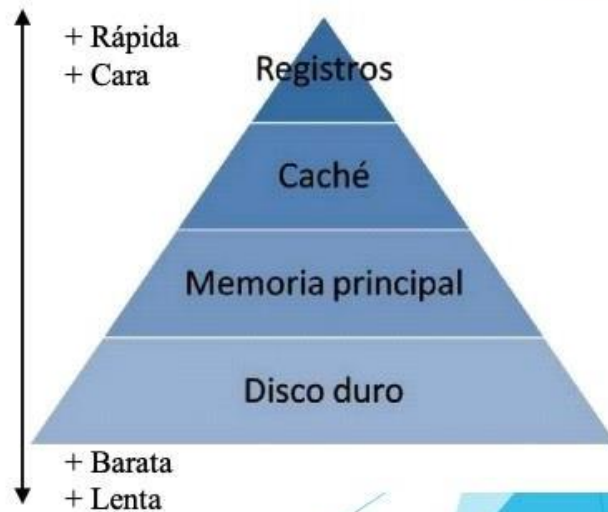 + Rápida
+ Cara
Registros
Caché
Memoria principal
Disco duro
+ Barata
+ Lenta